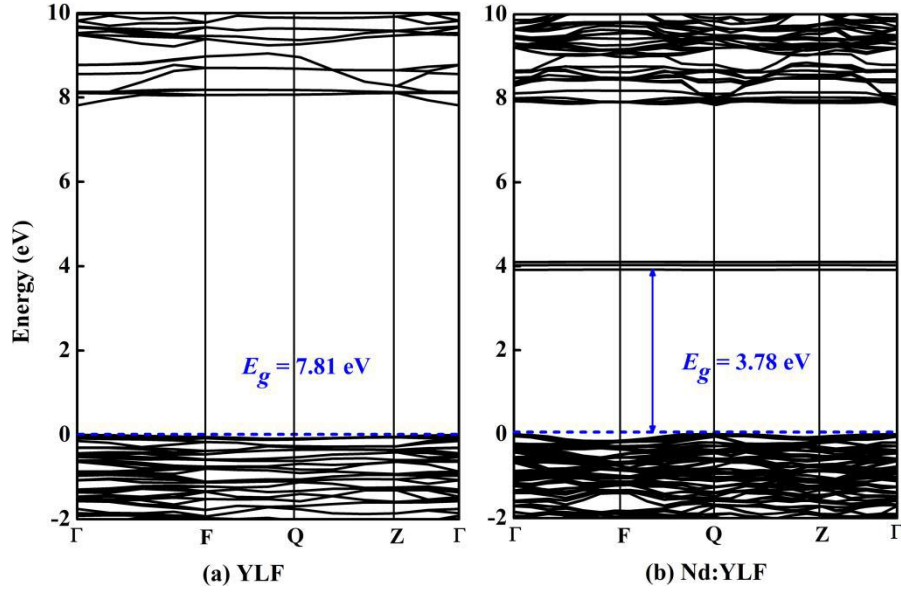 Energy (eV)
10
8
6
4
2
0
-2
E_g = 7.81 eV
Γ F Q Z Γ
(a) YLF
10
8
6
4
2
0
-2
E_g = 3.78 eV
Γ F Q Z Γ
(b) Nd:YLF